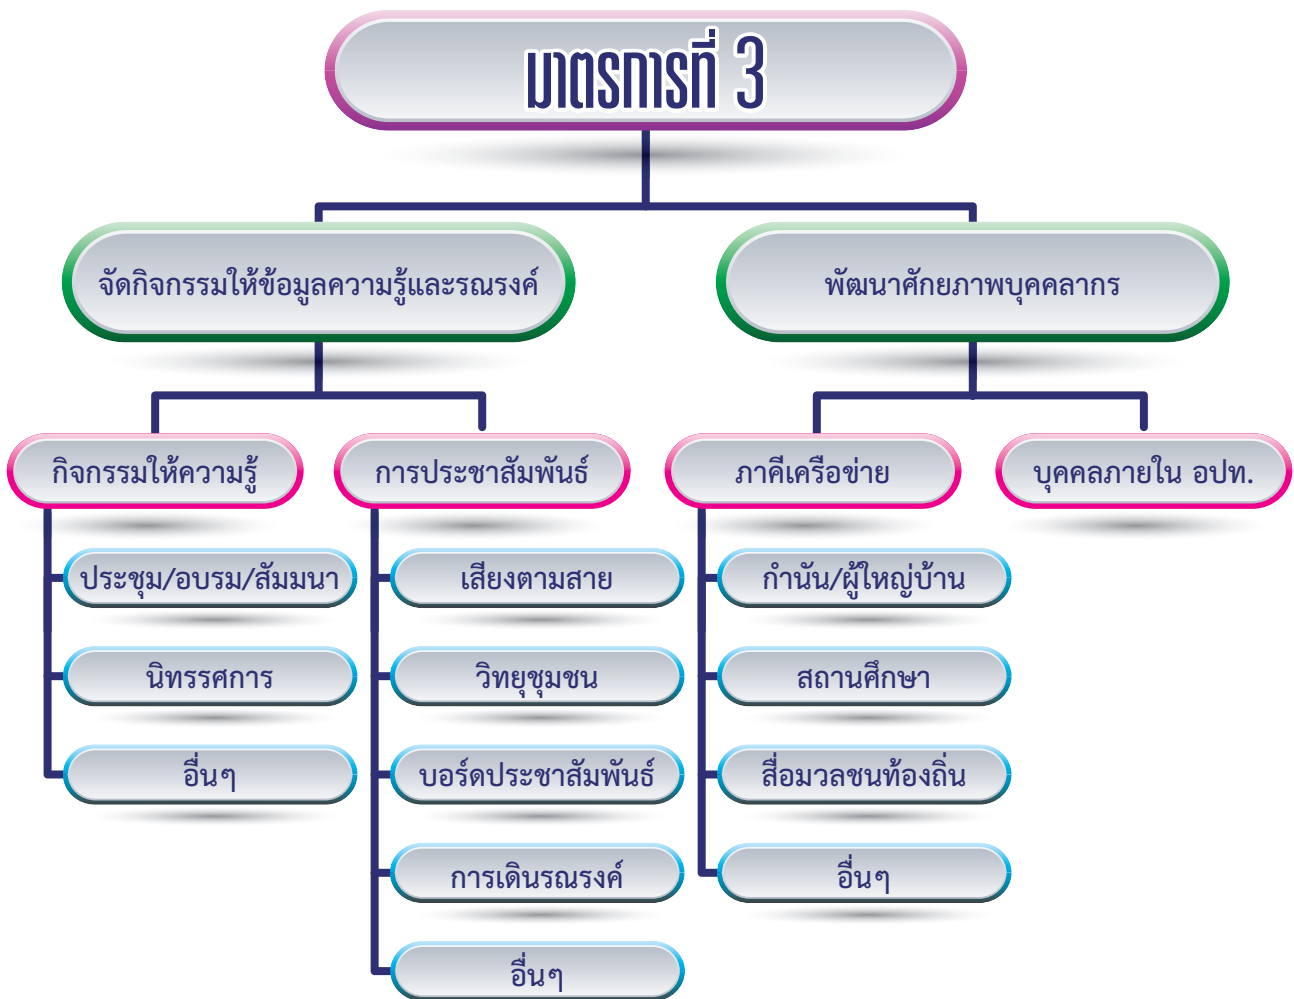 มาตรการที่ 3
จัดกิจกรรมให้ข้อมูลความรู้และรณรงค์
พัฒนาศักยภาพบุคคลากร
กิจกรรมให้ความรู้
การประชาสัมพันธ์
ภาคีเครือข่าย
บุคคลภายใน อปท.
ประชุม/อบรม/สัมมนา
เสียงตามสาย
กำนัน/ผู้ใหญ่บ้าน
นิทรรศการ
วิทยุชุมชน
สถานศึกษา
อื่นๆ
บอร์ดประชาสัมพันธ์
สื่อมวลชนท้องถิ่น
การเดินรณรงค์
อื่นๆ
อื่นๆ